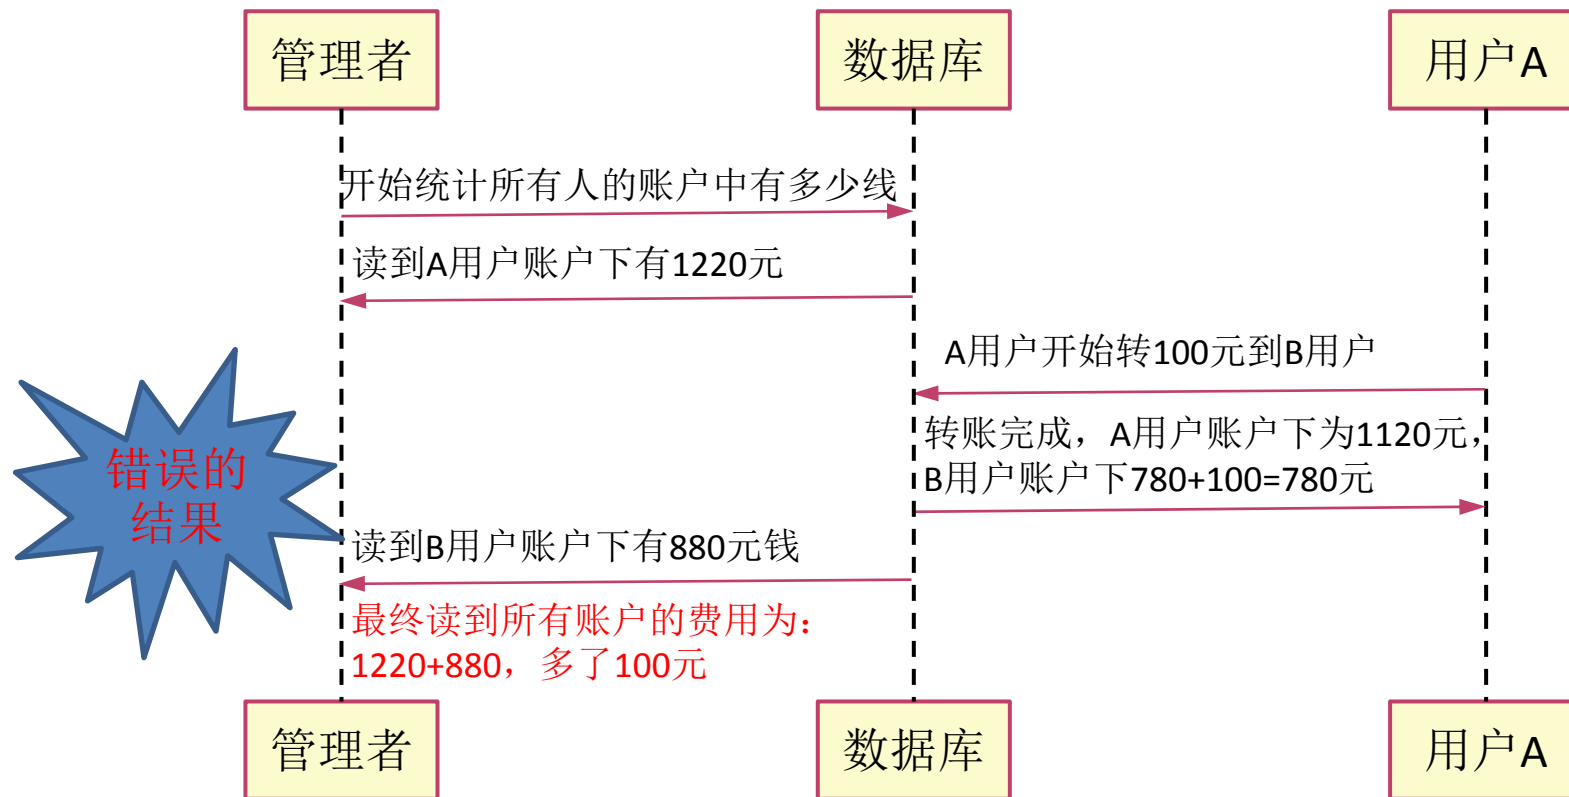 管理者
数据库
用户A
开始统计所有人的账户中有多少线
读到A用户账户下有1220元
A用户开始转100元到B用户
转账完成，A用户账户下为1120元，
B用户账户下780+100=780元
错误的
结果
读到B用户账户下有880元钱
最终读到所有账户的费用为：
1220+880，多了100元
管理者
数据库
用户A